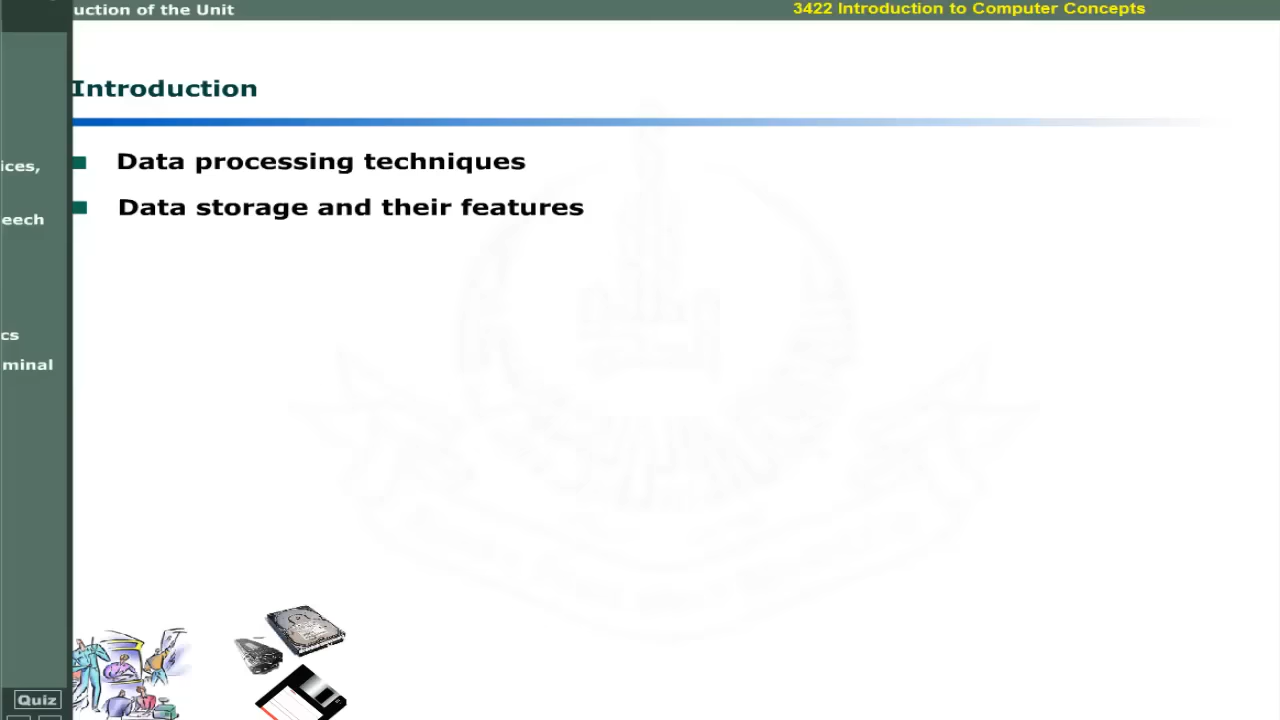 uction of the Unit
3422 Introduction to Computer Concepts
Introduction
Data processing techniques
Data storage and their features
ices,
eech
cs
minal
Quiz